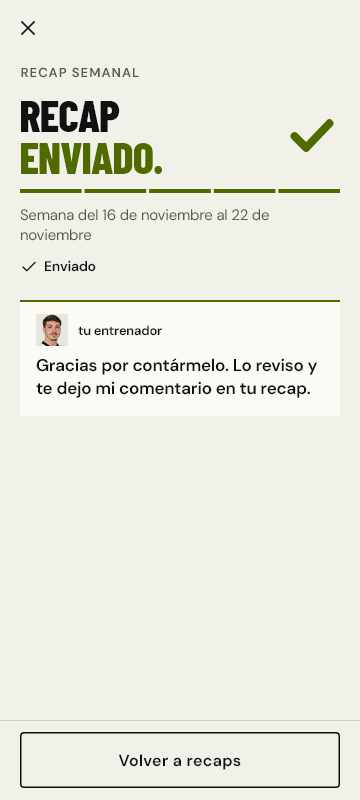 RECAP SEMANAL
RECAP
ENVIADO.
Semana del 16 de noviembre al 22 de
noviembre
Enviado
tu entrenador
Gracias por contármelo. Lo reviso y
te dejo mi comentario en tu recap.
Volver a recaps